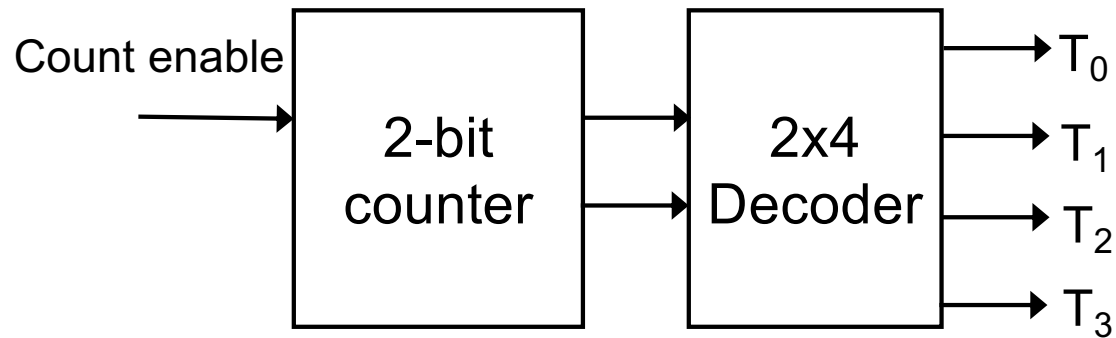 Count enable
2-bit
counter
2x4
Decoder
T0
T1
T2
T3